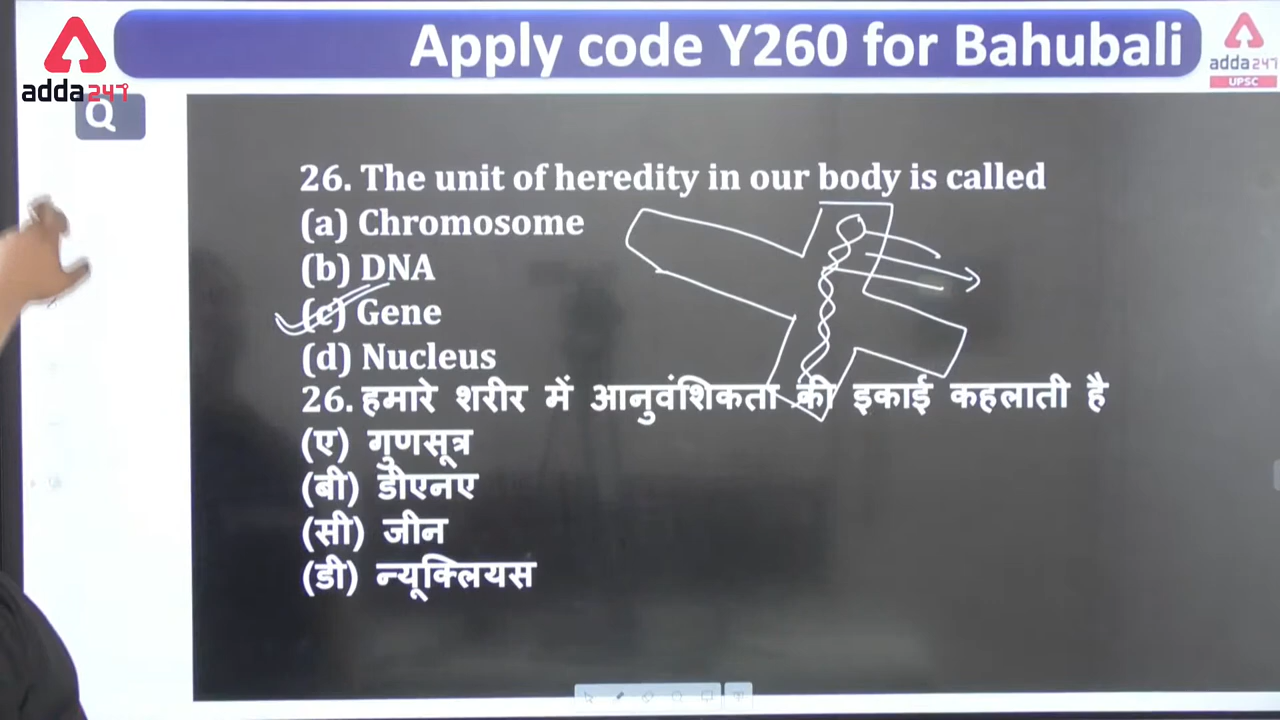 Apply code Y260 for Bahubali
adda247
adda247
UPSC
Q
26. The unit of heredity in our body is called
(a) Chromosome
(b) DNA
(c) Gene
(d) Nucleus
26. हमारे शरीर में आनुवंशिकता की इकाई कहलाती है
(ए) गुणसूत्र
(बी) डीएनए
(सी) जीन
(डी) न्यूक्लियस